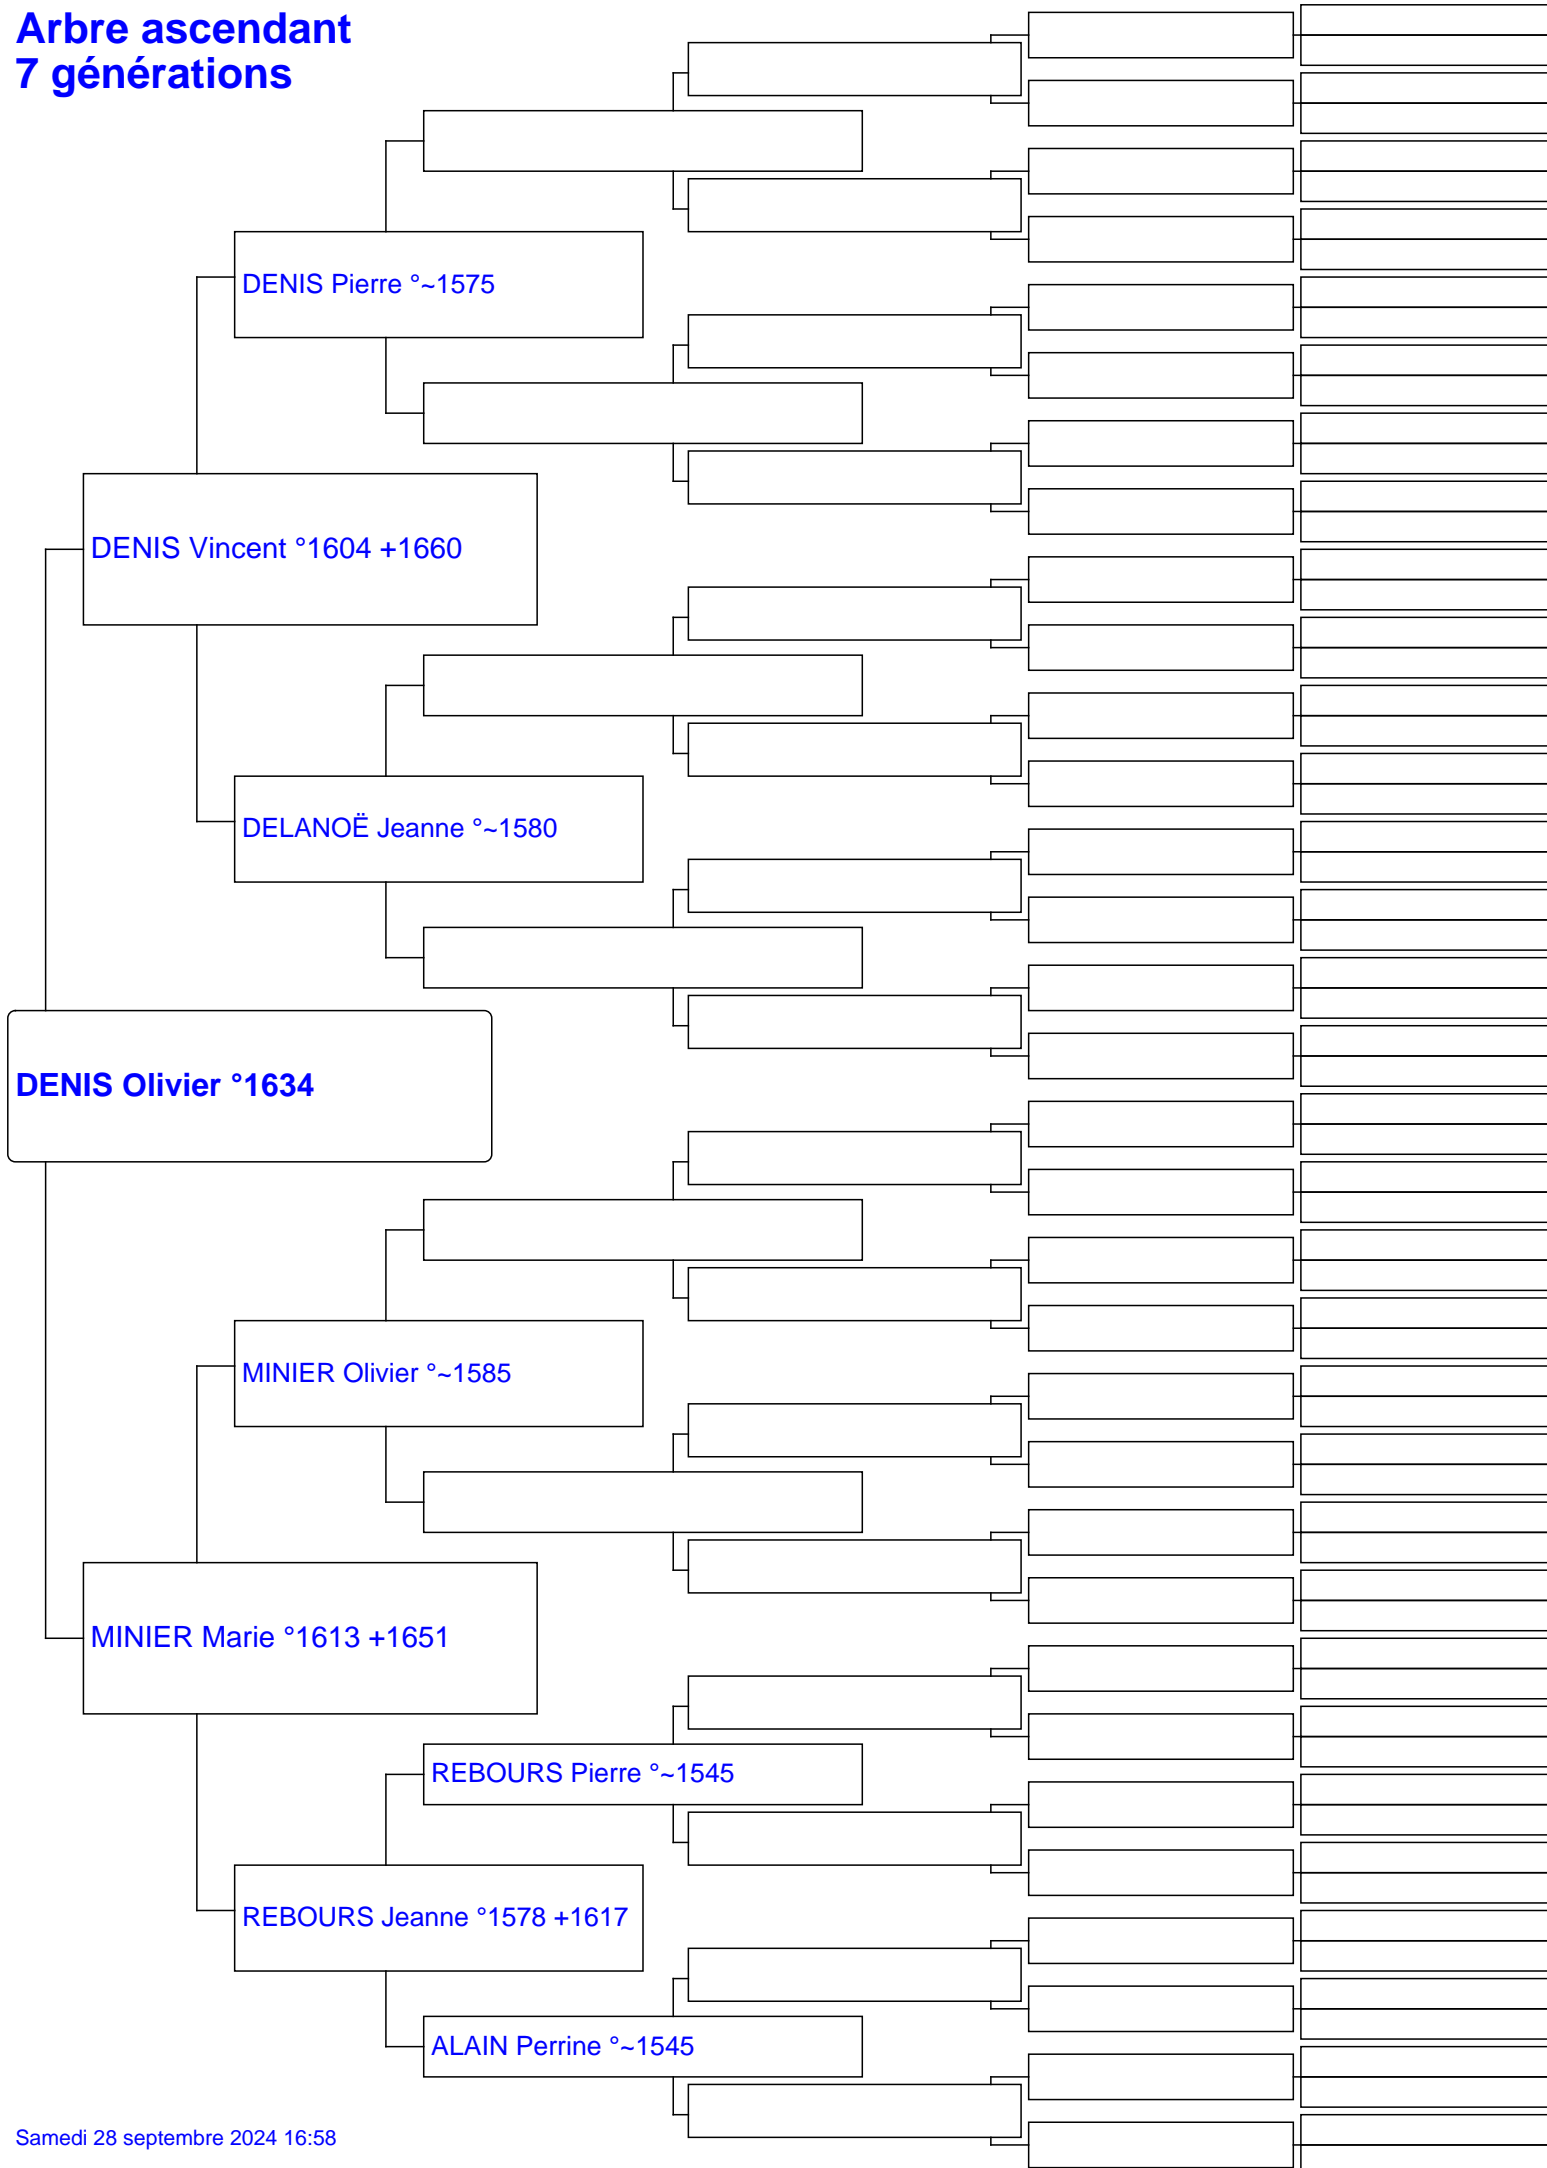 Arbre ascendant
7 générations
DENIS Pierre °~1575
DENIS Vincent °1604 +1660
DELANOË Jeanne °~1580
DENIS Olivier °1634
MINIER Olivier °~1585
MINIER Marie °1613 +1651
REBOURS Pierre °~1545
REBOURS Jeanne °1578 +1617
ALAIN Perrine °~1545
Samedi 28 septembre 2024 16:58